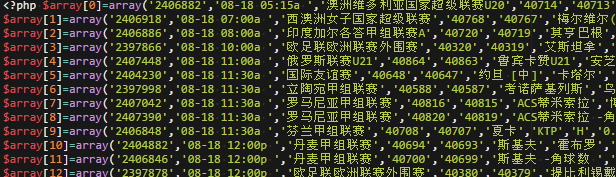 <?php $array[0]=array('2406882','08-18 05:15a ','澳洲维多利亚国家超级联赛U20','40714','40713'
$array[1]=array('2406918','08-18 07:00a ','西澳洲女子国家超级联赛','40768','40767','梅尔维尔
$array[2]=array('2406886','08-18 08:00a ','印度加尔各答甲组联赛A','40720','40719','莫亨巴根'
$array[3]=array('2397866','08-18 10:00a ','欧足联欧洲联赛外围赛','40320','40319','艾斯坦拿'
$array[4]=array('2407448','08-18 11:00a ','俄罗斯联赛U21','40864','40863','鲁宾卡赞U21','安芝
$array[5]=array('2404230','08-18 11:30a ','国际友谊赛','40648','40647','约旦 [中]','卡塔尔
$array[6]=array('2397998','08-18 11:30a ','立陶宛甲组联赛','40588','40587','考诺基列斯','乌
$array[7]=array('2407042','08-18 11:30a ','罗马尼亚甲组联赛','40816','40815','ACS蒂米索拉','博
$array[8]=array('2407390','08-18 11:30a ','罗马尼亚甲组联赛','40820','40819','ACS蒂米索拉 -角
$array[9]=array('2406848','08-18 11:30a ','芬兰甲组联赛','40708','40707','夏卡','KTP','H','0
$array[10]=array('2404882','08-18 12:00p ','丹麦甲组联赛','40694','40693','斯基夫','霍布罗',
$array[11]=array('2406846','08-18 12:00p ','丹麦甲组联赛','40700','40699','斯基夫 -角球数','
$array[12]=array('2397878','08-18 12:00p ','欧足联欧洲联赛外围赛','40380','40379','提比利锡